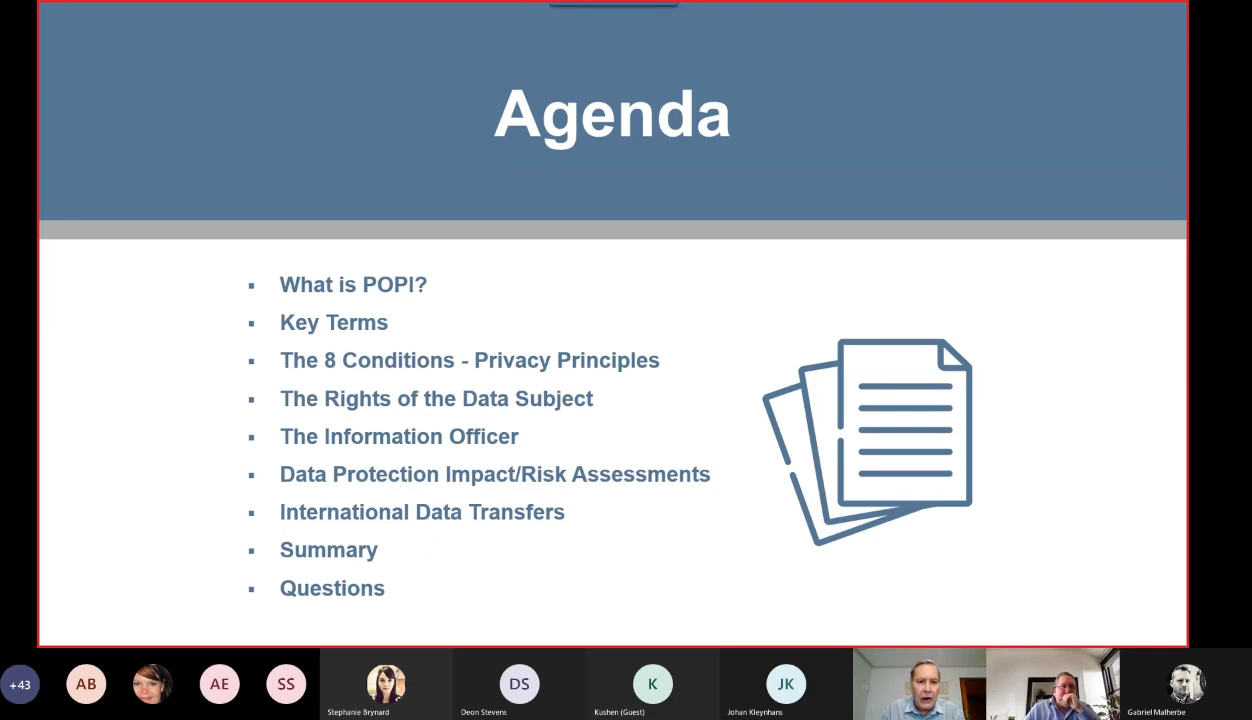 Agenda
What is POPI?
Key Terms
The 8 Conditions - Privacy Principles
The Rights of the Data Subject
The Information Officer
Data Protection Impact/Risk Assessments
International Data Transfers
Summary
Questions
+43
AB
AE
SS
Stephanie Brynard
DS
Deon Stevens
K
Kushen (Guest)
JK
Johan Kleynhans
Gabriel Malherbe